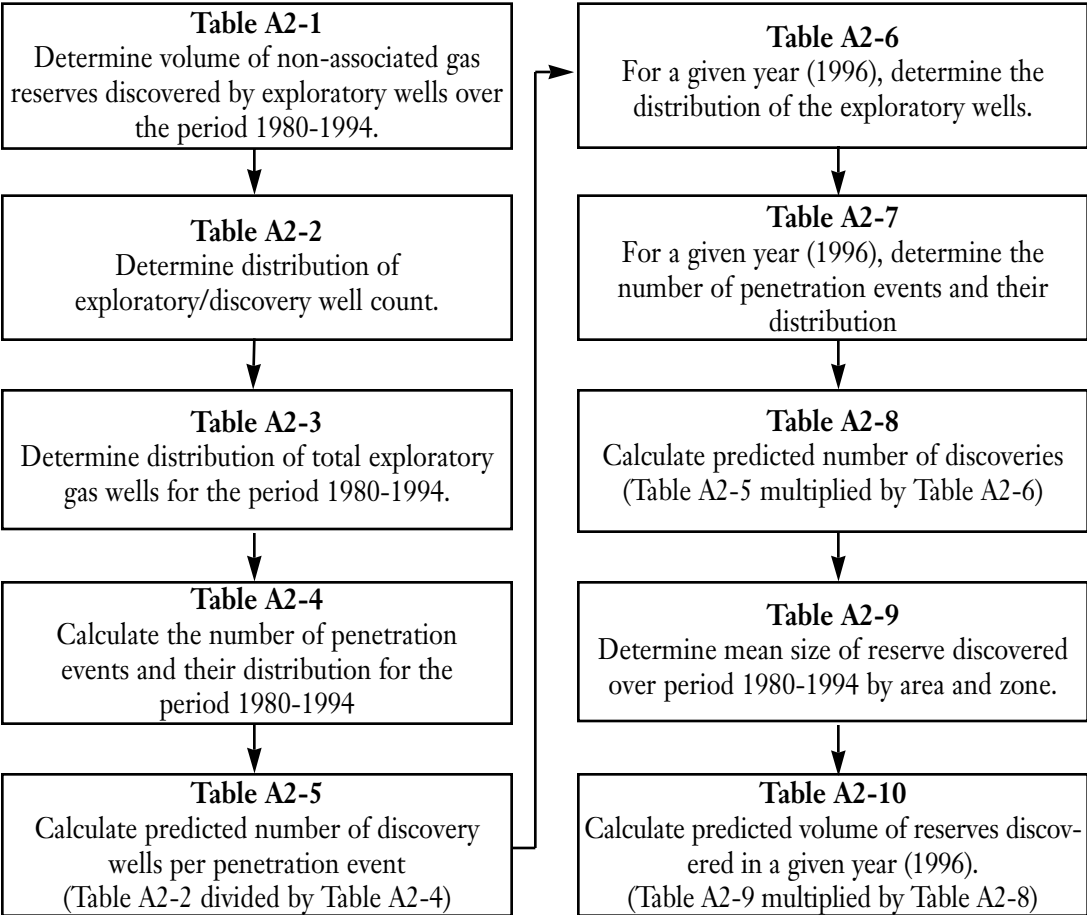 Table A2-1
Determine volume of non-associated gas
reserves discovered by exploratory wells over
the period 1980-1994.
Table A2-2
Determine distribution of
exploratory/discovery well count.
Table A2-3
Determine distribution of total exploratory
gas wells for the period 1980-1994.
Table A2-4
Calculate the number of penetration
events and their distribution for the
period 1980-1994
Table A2-5
Calculate predicted number of discovery
wells per penetration event
(Table A2-2 divided by Table A2-4)
Table A2-6
For a given year (1996), determine the
distribution of the exploratory wells.
Table A2-7
For a given year (1996), determine the
number of penetration events and their
distribution
Table A2-8
Calculate predicted number of discoveries
(Table A2-5 multiplied by Table A2-6)
Table A2-9
Determine mean size of reserve discovered
over period 1980-1994 by area and zone.
Table A2-10
Calculate predicted volume of reserves discov-
ered in a given year (1996).
(Table A2-9 multiplied by Table A2-8)